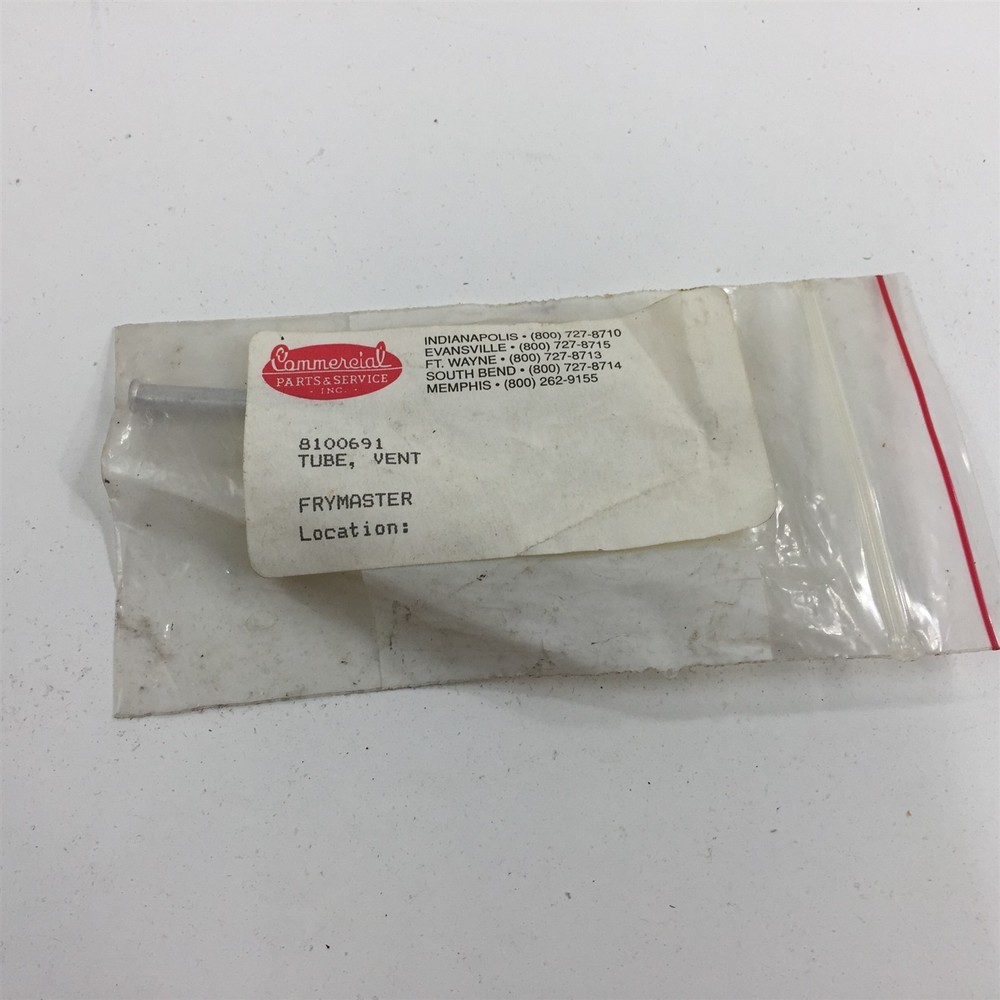 Commercial
PARTS & SERVICE
• INC. •
INDIANAPOLIS • (800) 727-8710
EVANSVILLE • (800) 727-8715
FT. WAYNE • (800) 727-8713
SOUTH BEND • (800) 727-8714
MEMPHIS • (800) 262-9155
8100691
TUBE, VENT
FRYMASTER
Location: